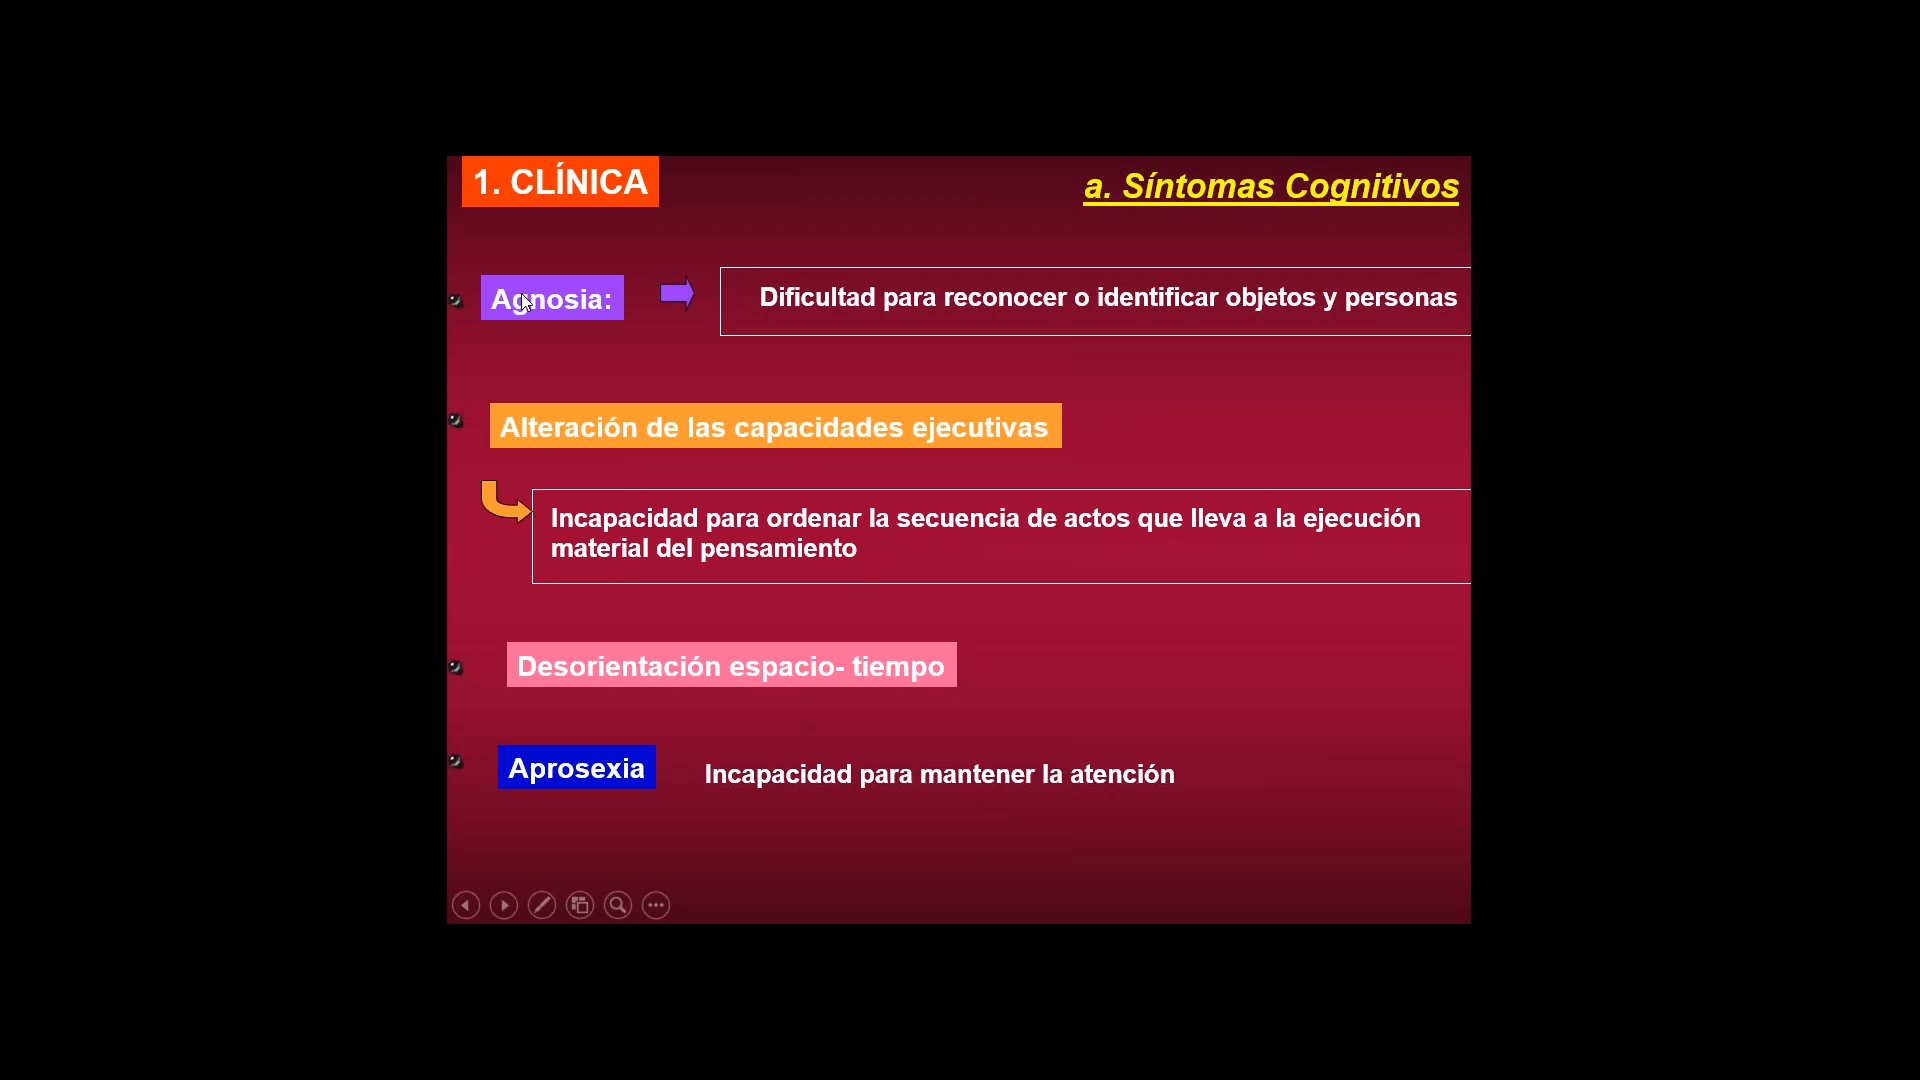 1. CLÍNICA
a. Síntomas Cognitivos
Agnosia:
Dificultad para reconocer o identificar objetos y personas
Alteración de las capacidades ejecutivas
Incapacidad para ordenar la secuencia de actos que lleva a la ejecución
material del pensamiento
Desorientación espacio- tiempo
Aprosexia
Incapacidad para mantener la atención